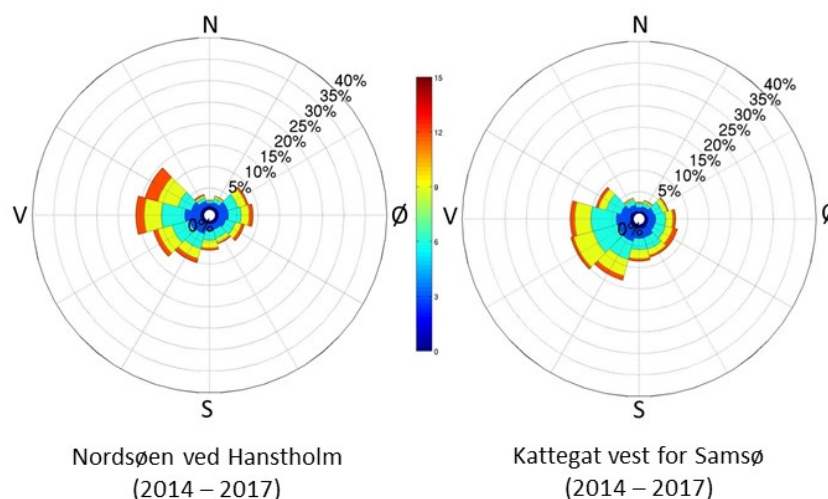 N
40%
35%
30%
25%
20%
15%
10%
5%
0%
V
Ø
S
15
12
9
6
3
0
N
40%
35%
30%
25%
20%
15%
10%
5%
0%
V
Ø
S
Nordsøen ved Hanstholm
(2014 – 2017)
Kattegat vest for Samsø
(2014 – 2017)